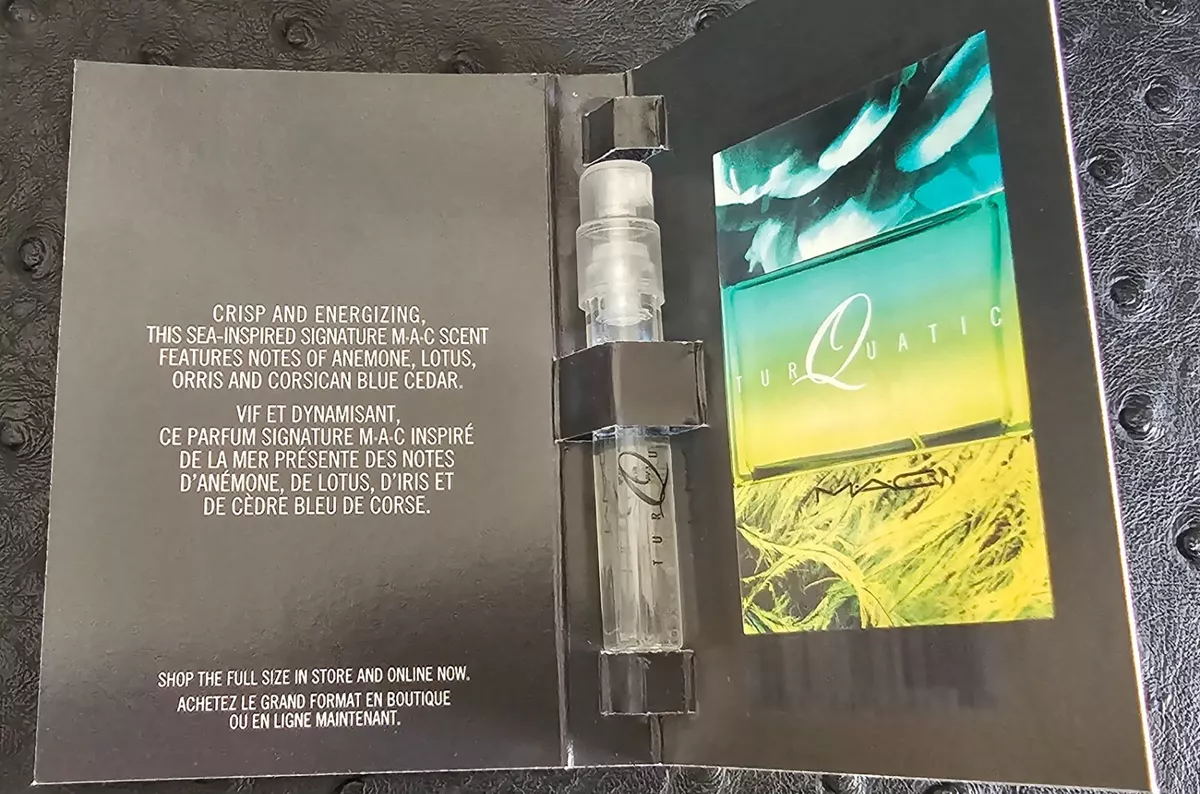 CRISP AND ENERGIZING,
THIS SEA-INSPIRED SIGNATURE M·A·C SCENT
FEATURES NOTES OF ANEMONE, LOTUS,
ORRIS AND CORSICAN BLUE CEDAR.
VIF ET DYNAMISANT,
CE PARFUM SIGNATURE M·A·C INSPIRÉ
DE LA MER PRÉSENTE DES NOTES
D'ANÉMONE, DE LOTUS, D'IRIS ET
DE CÈDRE BLEU DE CORSE.
SHOP THE FULL SIZE IN STORE AND ONLINE NOW.
ACHETEZ LE GRAND FORMAT EN BOUTIQUE
OU EN LIGNE MAINTENANT.
TURQU
TURQUATIC
M·A·C